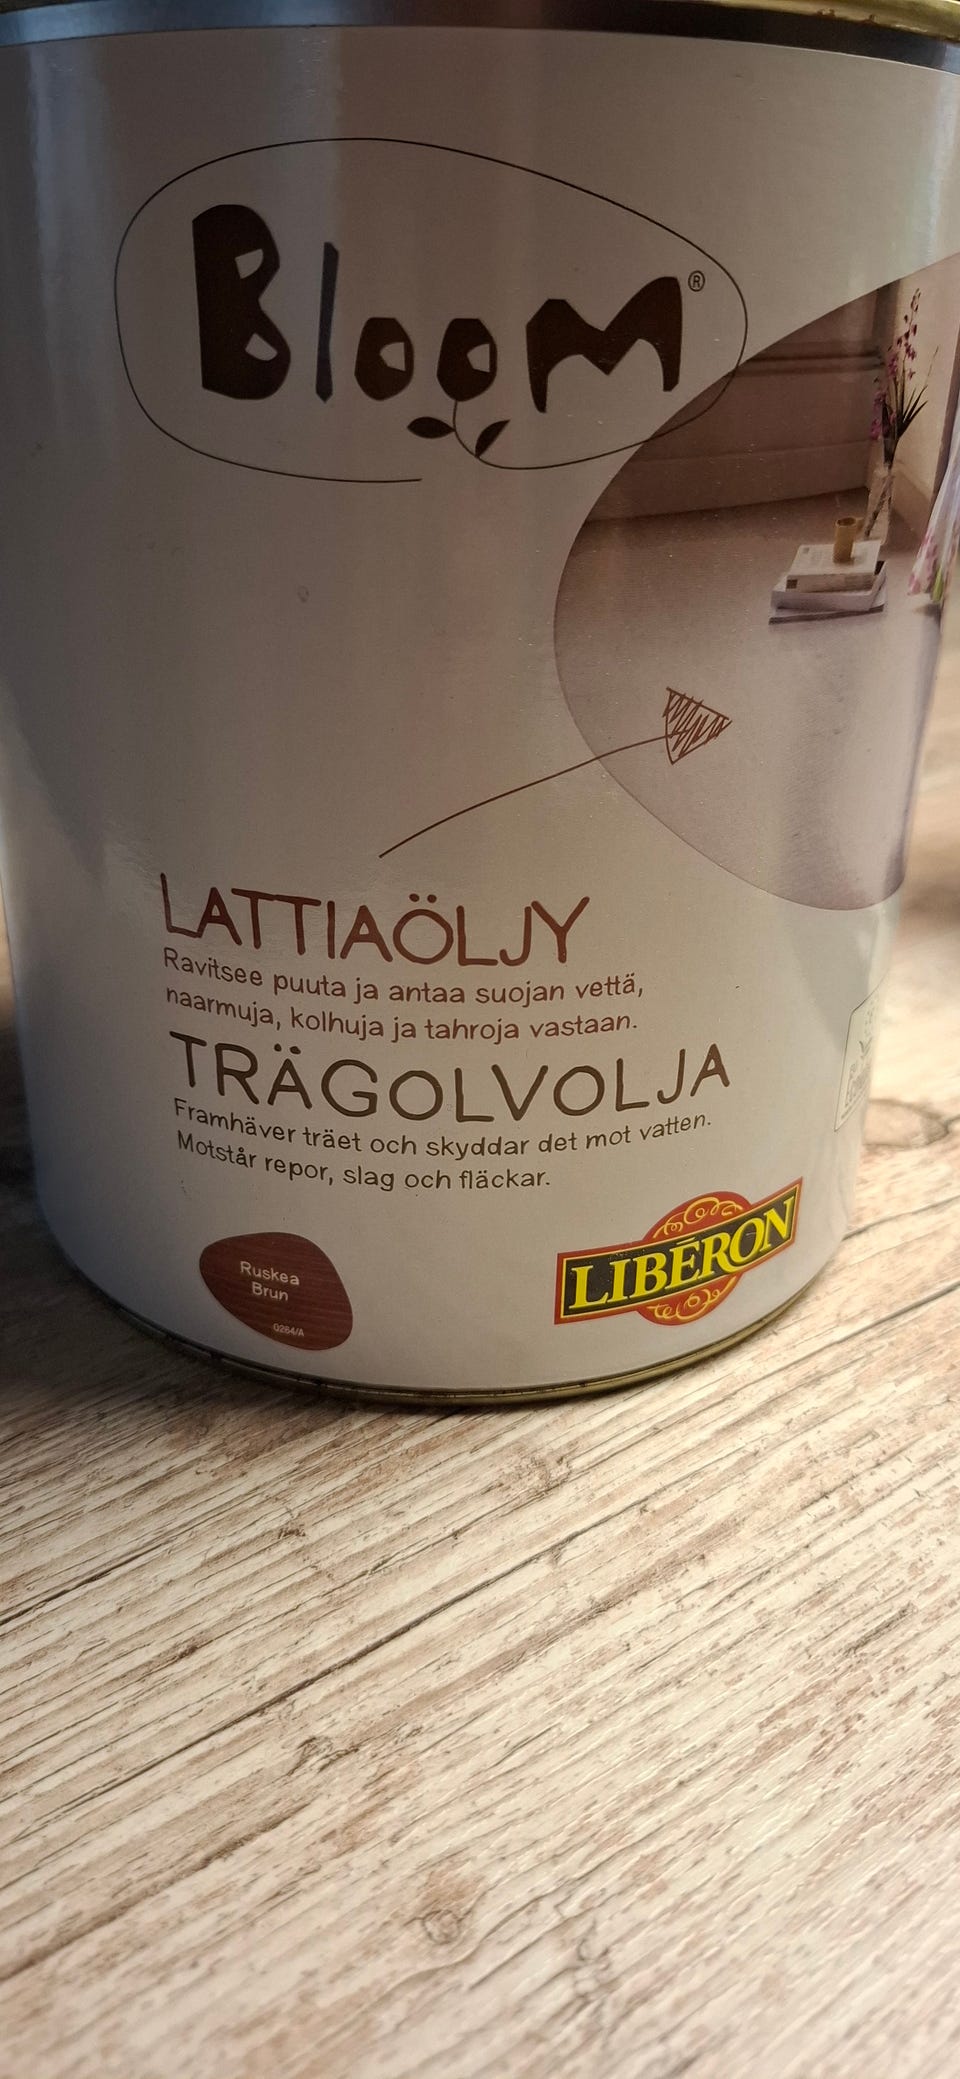 Bloom®
LATTIAÖLJY
Ravitsee puuta ja antaa suojan vettä,
naarmuja, kolhuja ja tahroja vastaan.
TRÄGOLVOLJA
Framhäver träet och skyddar det mot vatten.
Motstår repor, slag och fläckar.
Ruskea
Brun
0264/A
LIBÉRON